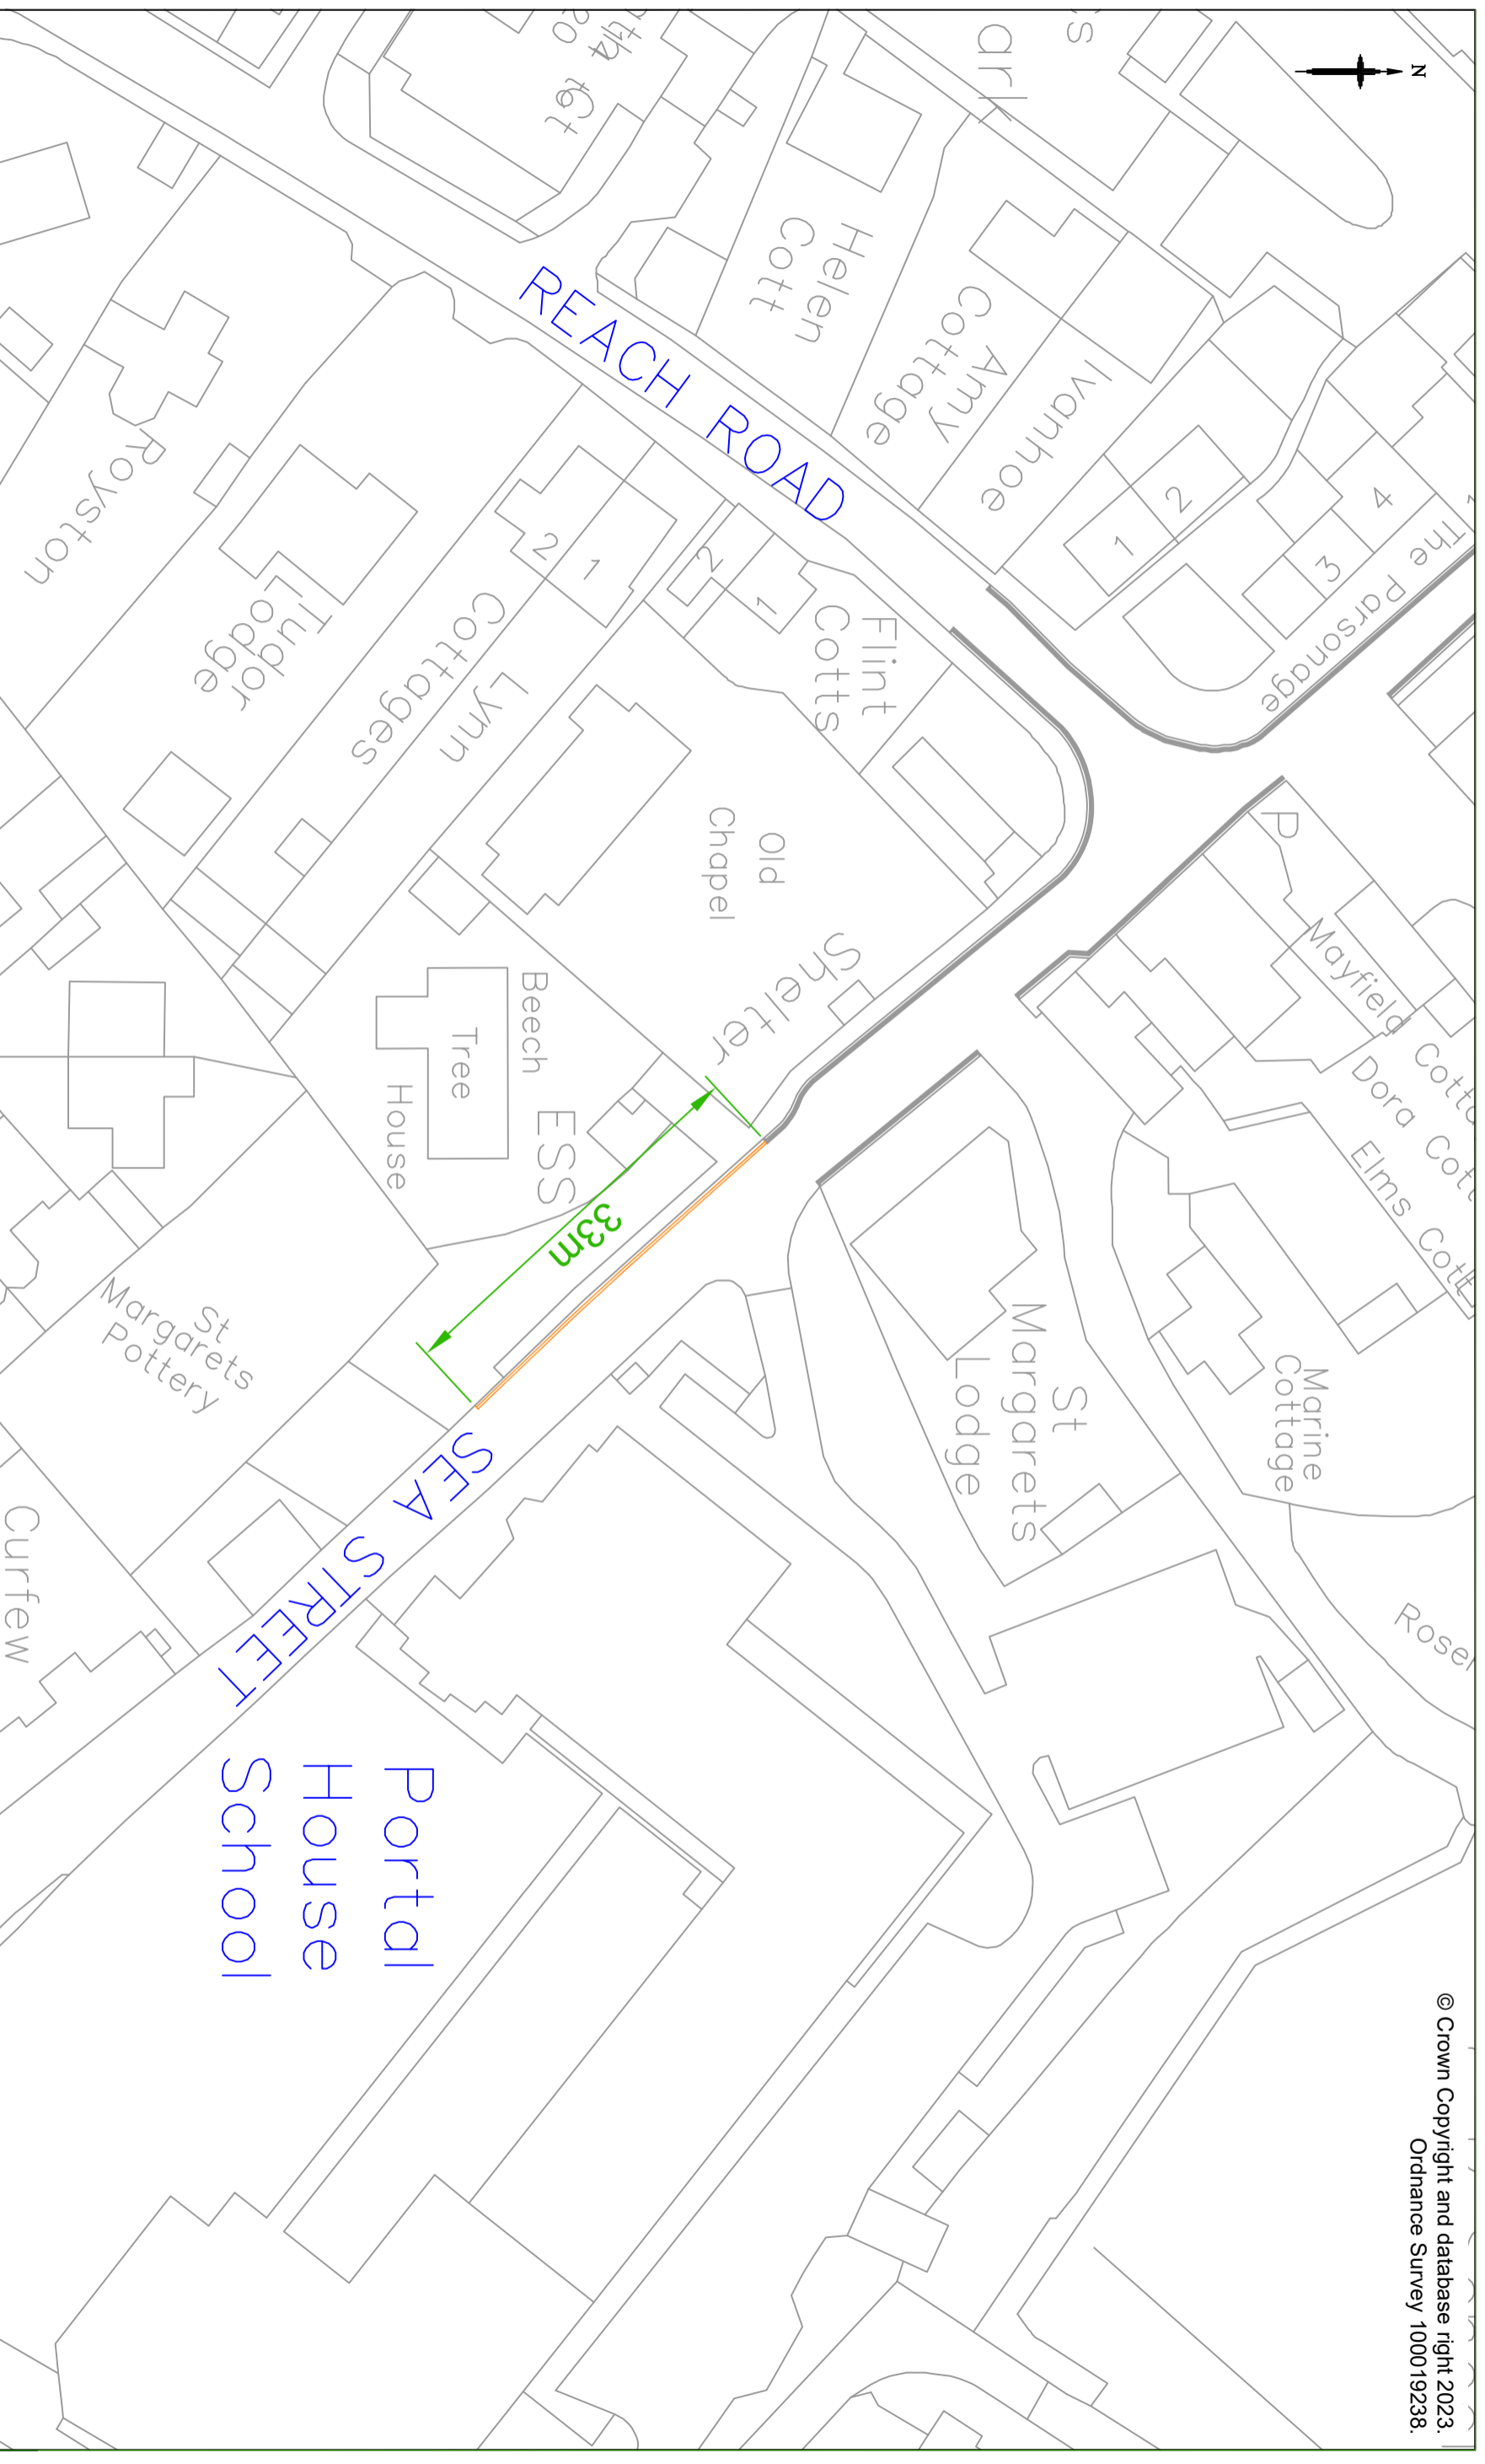 N
REACH ROAD
Helen
Cott
Amy
Cottage
Ivanhoe
1
2
3
4
The Parsonage
Flint
Cotts
1
2
1
2
Lynn
Cottages
Tudor
Lodge
Royston
Old
Chapel
Shelter
Beech
Tree
House
ESS
33m
P
Mayfield
Dora Cott
Elms Cott
Marine
Cottage
St
Margarets
Lodge
St
Margarets
Pottery
Curfew
SEA STREET
Portal
House
School
© Crown Copyright and database right 2023.
Ordnance Survey 100019238.